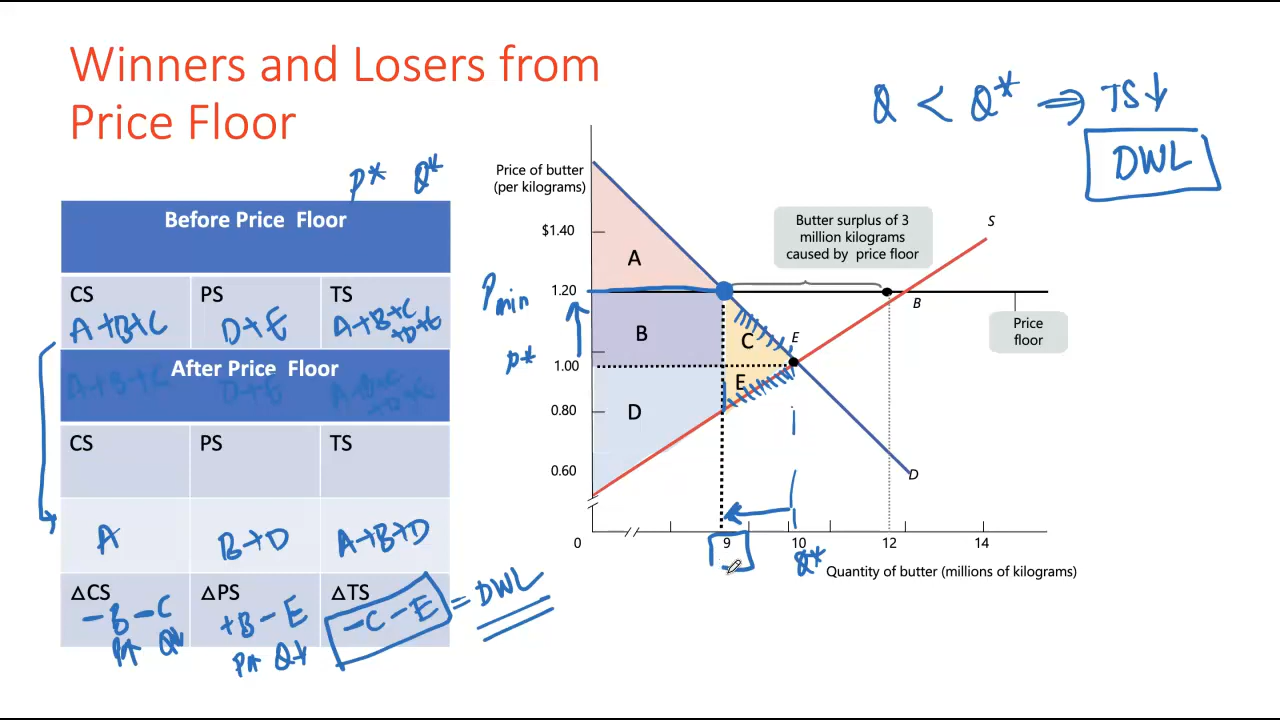 Winners and Losers from
Price Floor
P* Q*
Before Price Floor
CS PS TS
A+B+C D+E A+B+C
+D+E
After Price Floor
A+B+C D+E A+B+C
+D+E
CS PS TS
A B+D A+B+D
△CS △PS △TS
-B-C +B-E -C-E = DWL
P↑ Q↓ P↑ Q↓
Q < Q* ⇒ TS↓
DWL
Price of butter
(per kilograms)
$1.40
1.20
1.00
0.80
0.60
Pmin
P*
A
B
C
D
E
E
Butter surplus of 3
million kilograms
caused by price floor
S
B
Price
floor
D
0 9 10 12 14
Q*
Quantity of butter (millions of kilograms)